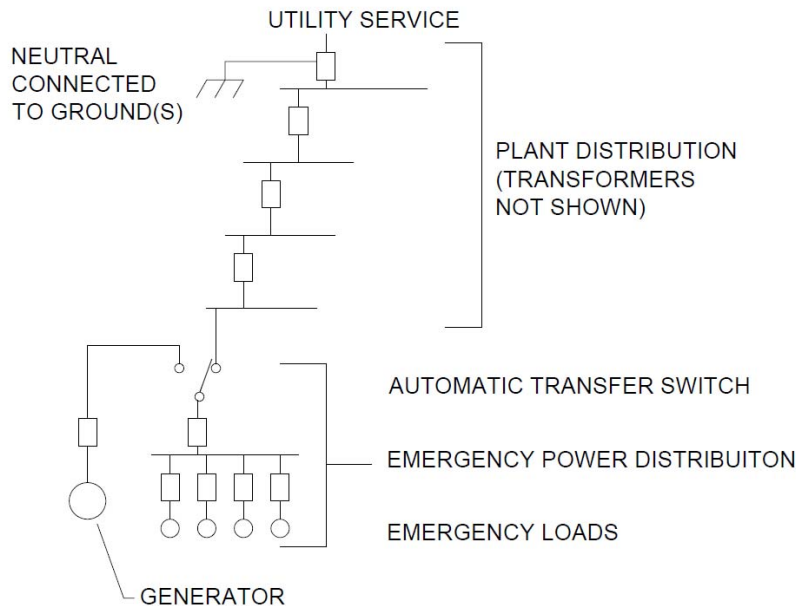 UTILITY SERVICE
NEUTRAL
CONNECTED
TO GROUND(S)
PLANT DISTRIBUTION
(TRANSFORMERS
NOT SHOWN)
AUTOMATIC TRANSFER SWITCH
EMERGENCY POWER DISTRIBUITON
EMERGENCY LOADS
GENERATOR